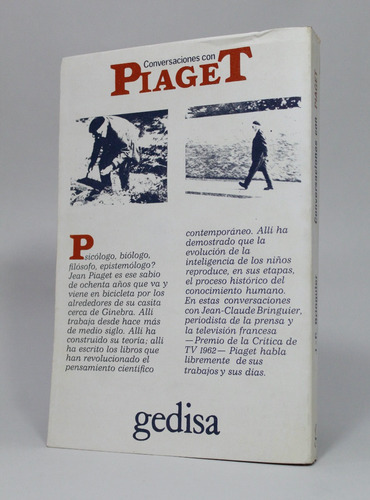 Conversaciones con
PIAGET
Psicólogo, biólogo,
filósofo, epistemólogo?
Jean Piaget es ese sabio
de ochenta años que va y
viene en bicicleta por los
alrededores de su casita
cerca de Ginebra. Allí
trabaja desde hace más
de medio siglo. Allí ha
construido su teoría; allí
ha escrito los libros que
han revolucionado el
pensamiento científico
contemporáneo. Allí ha
demostrado que la
evolución de la
inteligencia de los niños
reproduce, en sus etapas,
el proceso histórico del
conocimiento humano.
En estas conversaciones
con Jean-Claude Bringuier,
periodista de la prensa y
la televisión francesa
—Premio de la Crítica de
TV 1962— Piaget habla
libremente de sus
trabajos y sus días.
gedisa
Conversaciones con PIAGET